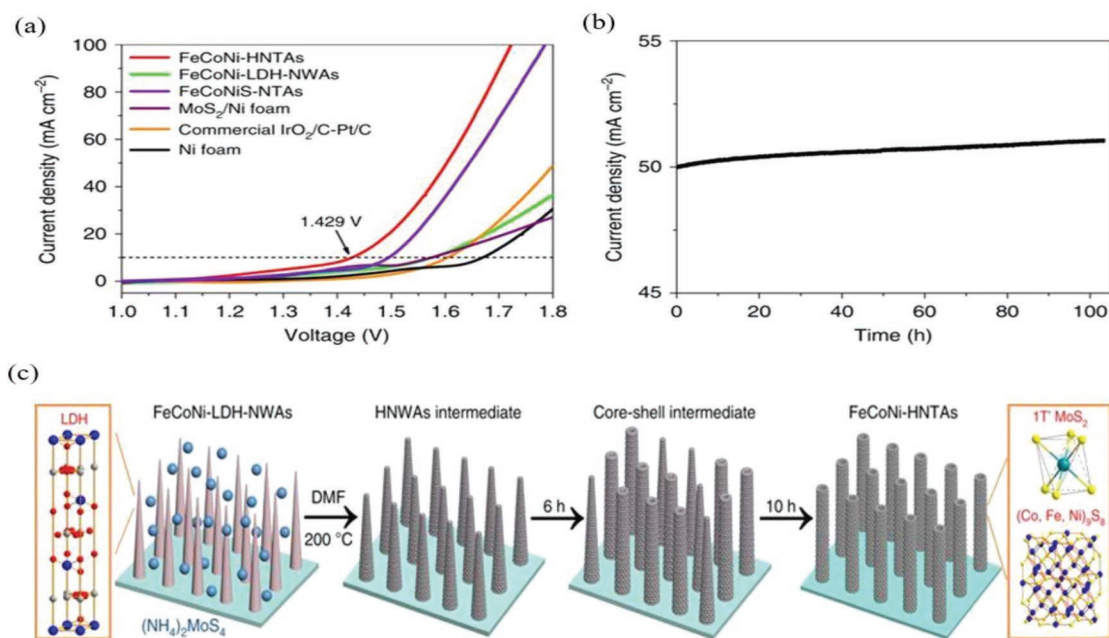 (a)
100
80
60
40
20
0
Current density (mA cm⁻²)
FeCoNi-HNTAs
FeCoNi-LDH-NWAs
FeCoNiS-NTAs
MoS₂/Ni foam
Commercial IrO₂/C-Pt/C
Ni foam
1.429 V
1.0 1.1 1.2 1.3 1.4 1.5 1.6 1.7 1.8
Voltage (V)
(b)
55
50
45
Current density (mA cm⁻²)
0 20 40 60 80 100
Time (h)
(c)
LDH
FeCoNi-LDH-NWAs
(NH₄)₂MoS₄
DMF
200 °C
HNWAs intermediate
6 h
Core-shell intermediate
10 h
FeCoNi-HNTAs
1T′ MoS₂
(Co, Fe, Ni)₉S₈